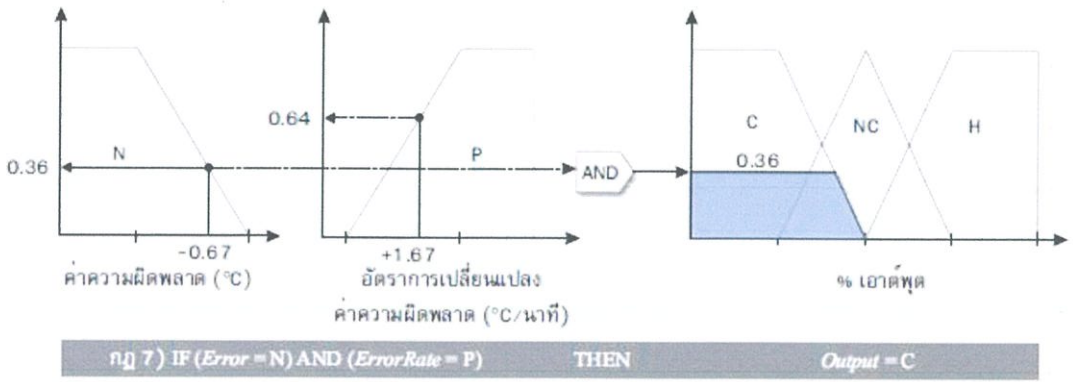 0.64
C
NC
H
N
P
0.36
AND
0.36
-0.67
+1.67
ค่าความผิดพลาด (°C)
อัตราการเปลี่ยนแปลง
ค่าความผิดพลาด (°C/นาที)
% เอาต์พุต
กฎ 7) IF (Error = N) AND (ErrorRate = P) THEN Output = C